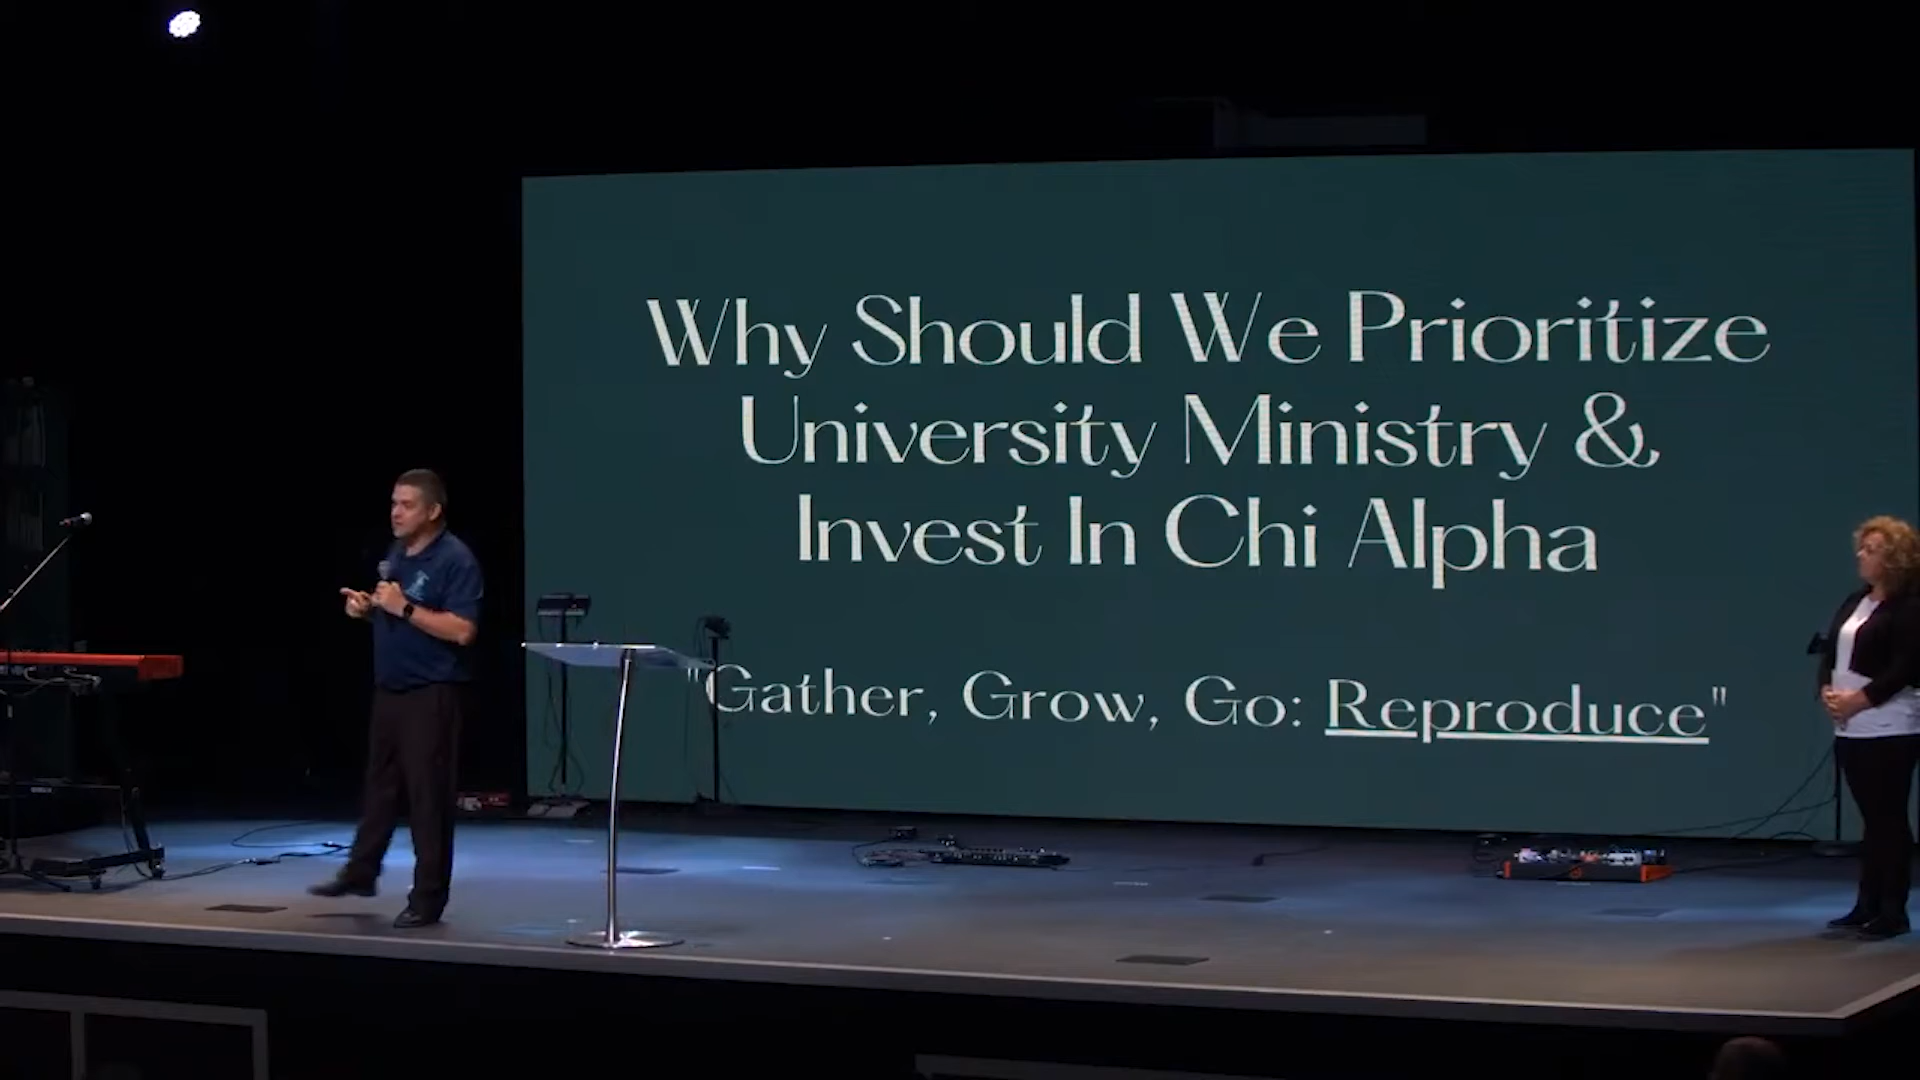 Why Should We Prioritize
University Ministry &
Invest In Chi Alpha
"Gather, Grow, Go: Reproduce"